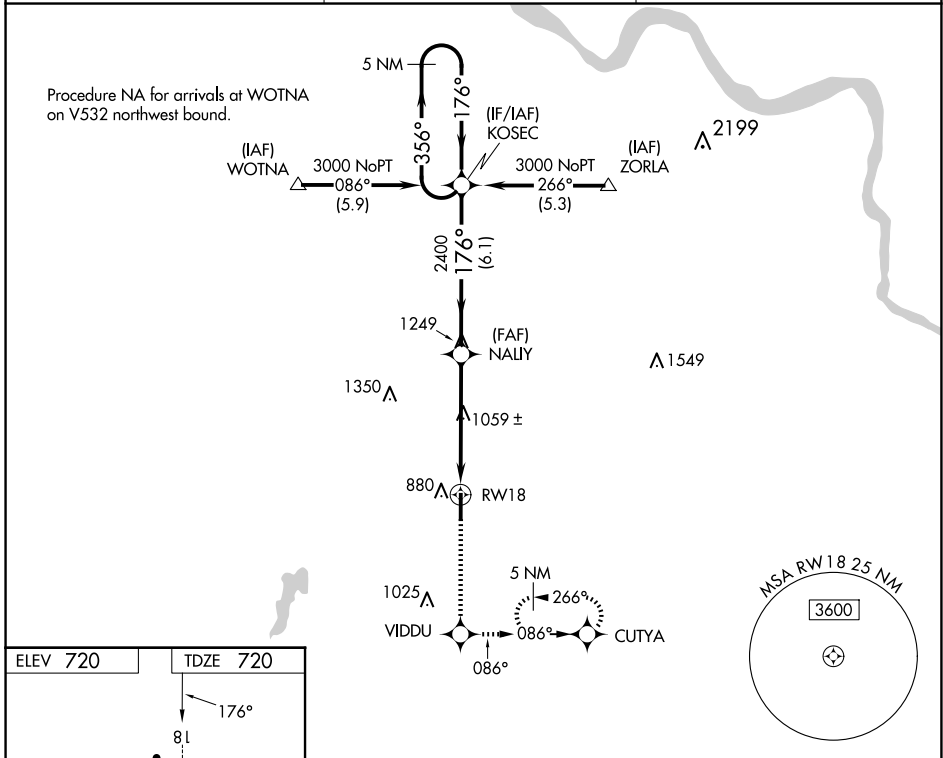 Procedure NA for arrivals at WOTNA
on V532 northwest bound.
5 NM
356°
176°
(IF/IAF)
KOSEC
2199
(IAF)
WOTNA
3000 NoPT
086°
(5.9)
3000 NoPT
266°
(5.3)
(IAF)
ZORLA
2400
176°
(6.1)
1249
(FAF)
NALIY
1549
1350
1059 ±
880
RW18
1025
5 NM
266°
VIDDU
086°
CUTYA
086°
MSA RW18 25 NM
3600
ELEV 720
TDZE 720
176°
18